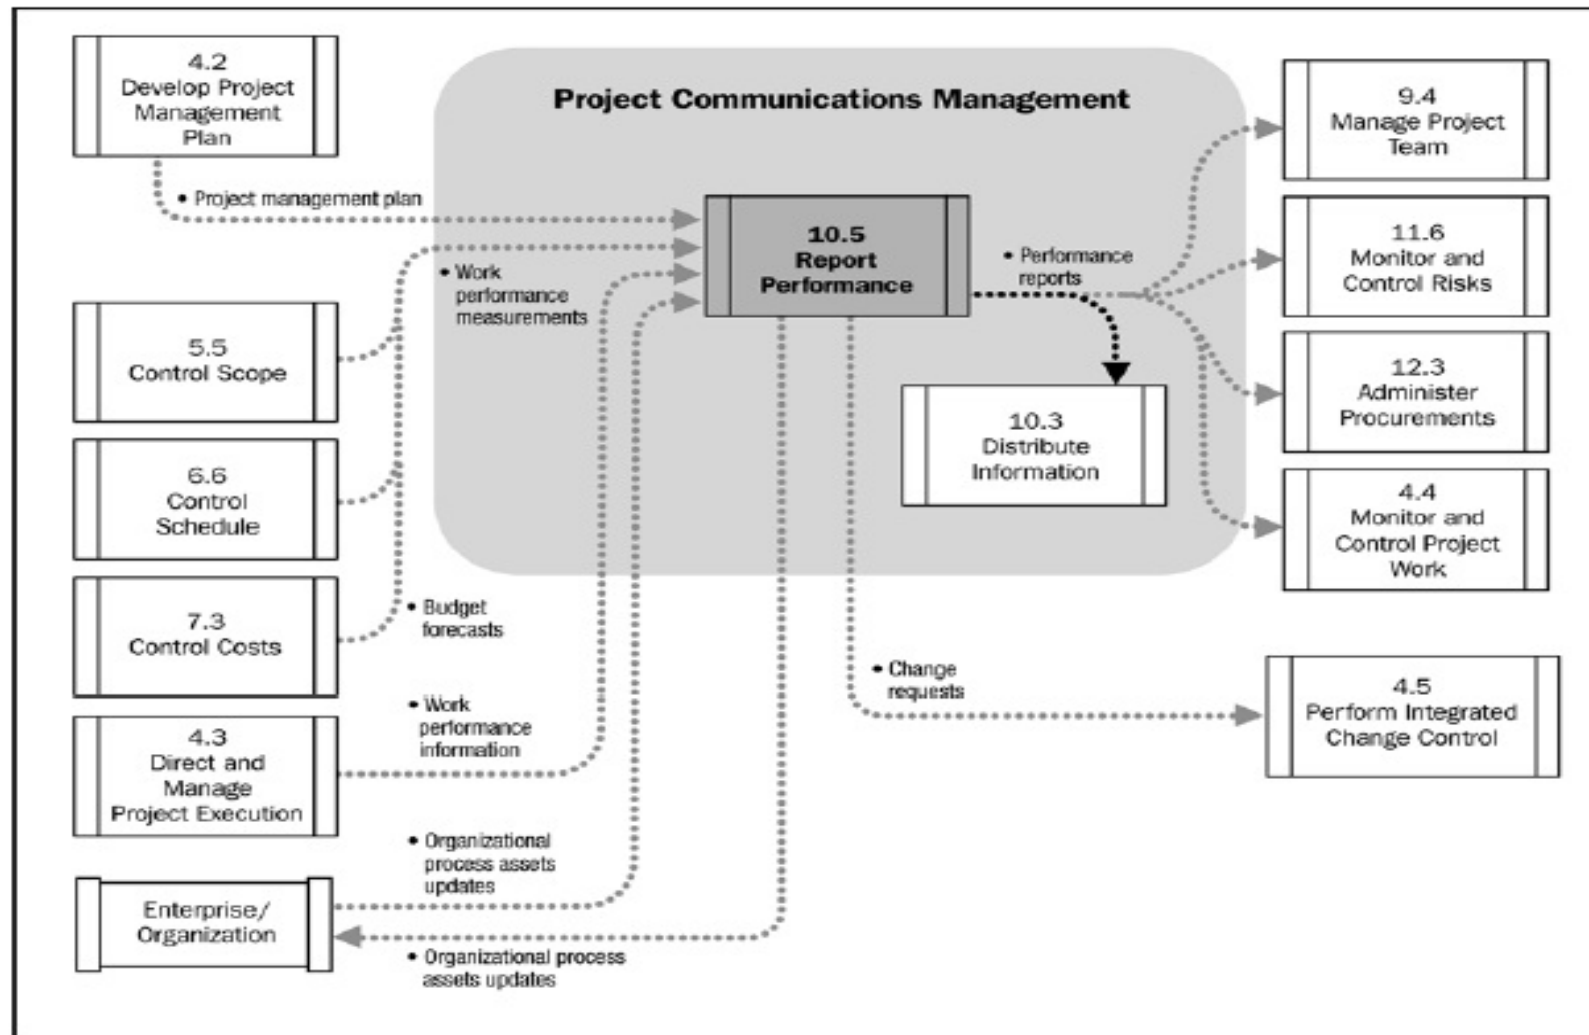 4.2
Develop Project
Management
Plan
Project Communications Management
9.4
Manage Project
Team
• Project management plan
10.5
Report
Performance
• Work
performance
measurements
• Performance
reports
11.6
Monitor and
Control Risks
5.5
Control Scope
12.3
Administer
Procurements
10.3
Distribute
Information
6.6
Control
Schedule
4.4
Monitor and
Control Project
Work
7.3
Control Costs
• Budget
forecasts
• Change
requests
4.5
Perform Integrated
Change Control
• Work
performance
information
4.3
Direct and
Manage
Project Execution
• Organizational
process assets
updates
Enterprise/
Organization
• Organizational process
assets updates